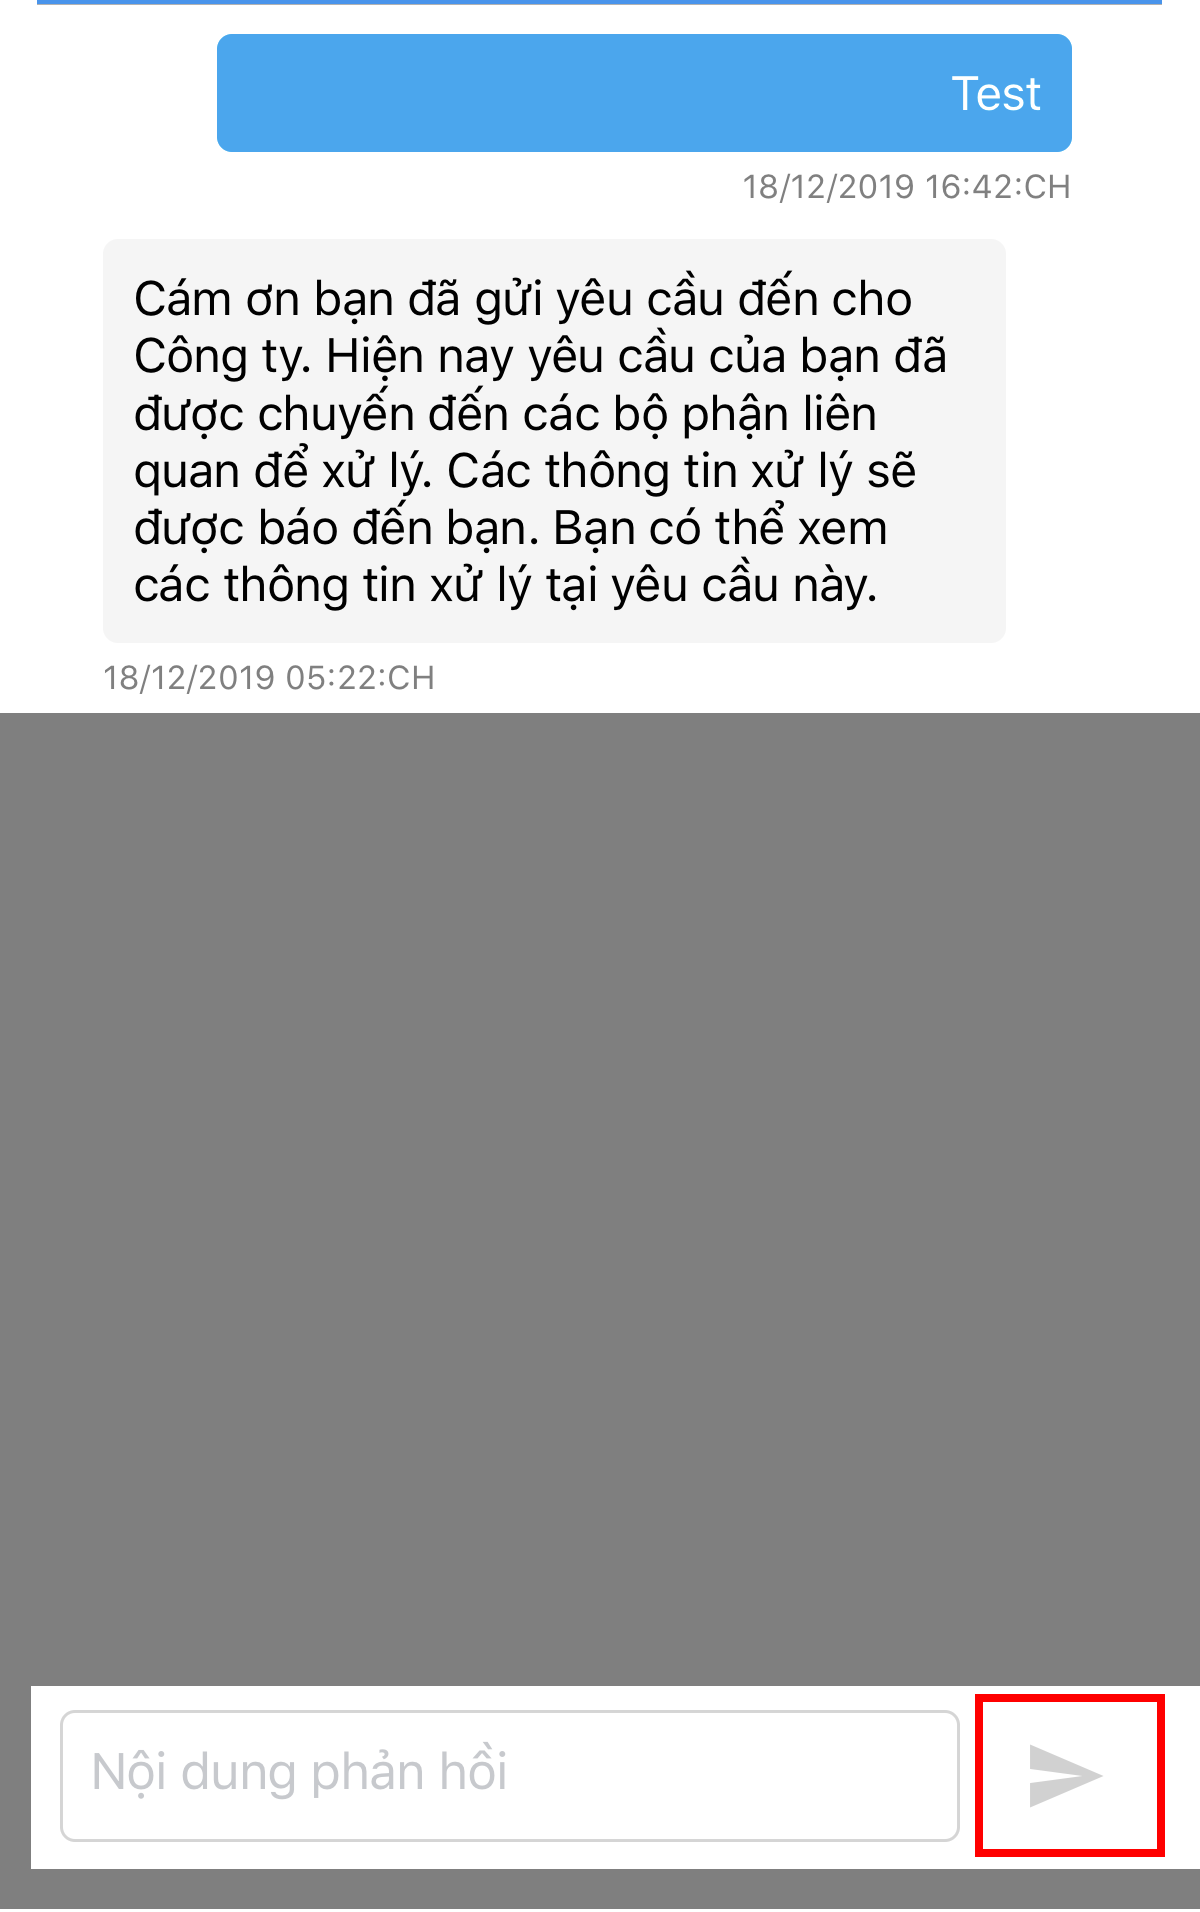 Test
18/12/2019 16:42:CH
Cám ơn bạn đã gửi yêu cầu đến cho
Công ty. Hiện nay yêu cầu của bạn đã
được chuyến đến các bộ phận liên
quan để xử lý. Các thông tin xử lý sẽ
được báo đến bạn. Bạn có thể xem
các thông tin xử lý tại yêu cầu này.
18/12/2019 05:22:CH
Nội dung phản hồi